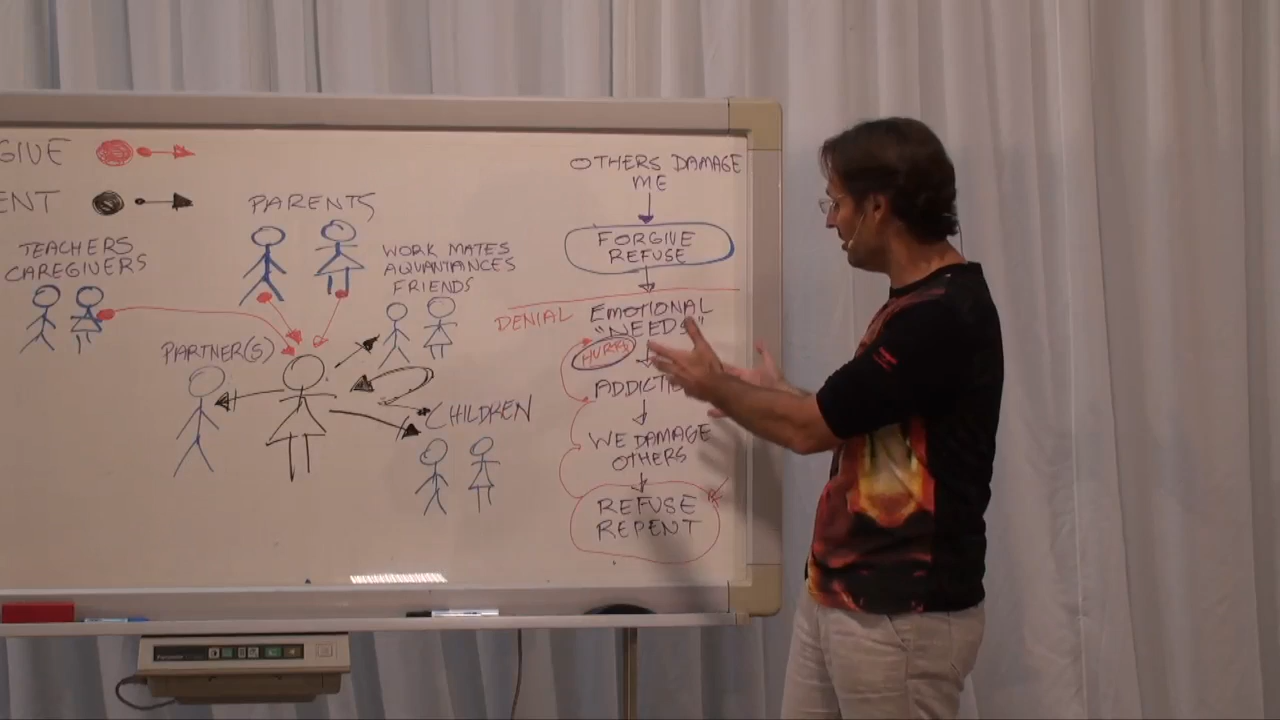 GIVE
ENT
PARENTS
TEACHERS
CAREGIVERS
WORK MATES
AQUANTANCES
FRIENDS
PARTNER(S)
CHILDREN
OTHERS DAMAGE
ME
FORGIVE
REFUSE
DENIAL EMOTIONAL
"NEEDS"
WE DAMAGE
OTHERS
REFUSE
REPENT